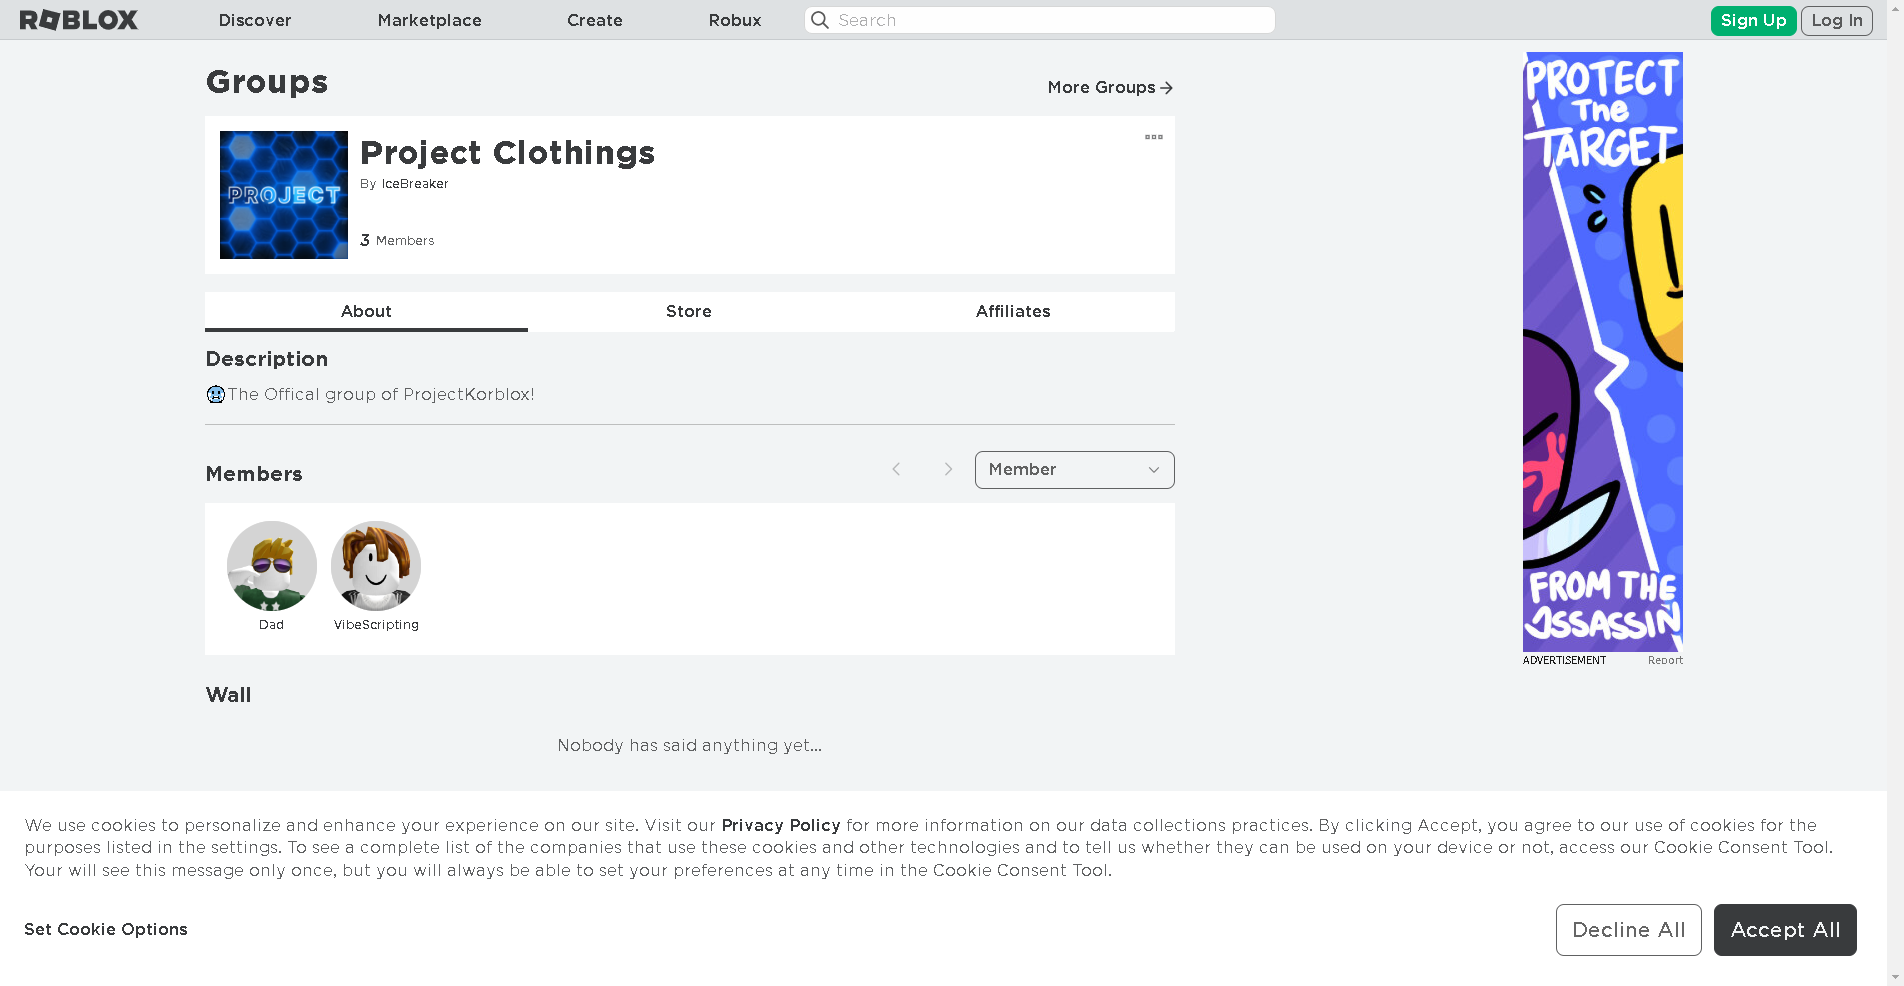 ROBLOX
Discover
Marketplace
Create
Robux
Search
Sign Up
Log In
Groups
More Groups
PROJECT
Project Clothings
By IceBreaker
3 Members
About
Store
Affiliates
Description
The Offical group of ProjectKorblox!
Members
Member
Dad
VibeScripting
Wall
Nobody has said anything yet...
PROTECT
The
TARGET
FROM THE
ASSASSIN
ADVERTISEMENT
Report
We use cookies to personalize and enhance your experience on our site. Visit our Privacy Policy for more information on our data collections practices. By clicking Accept, you agree to our use of cookies for the
purposes listed in the settings. To see a complete list of the companies that use these cookies and other technologies and to tell us whether they can be used on your device or not, access our Cookie Consent Tool.
Your will see this message only once, but you will always be able to set your preferences at any time in the Cookie Consent Tool.
Set Cookie Options
Decline All
Accept All